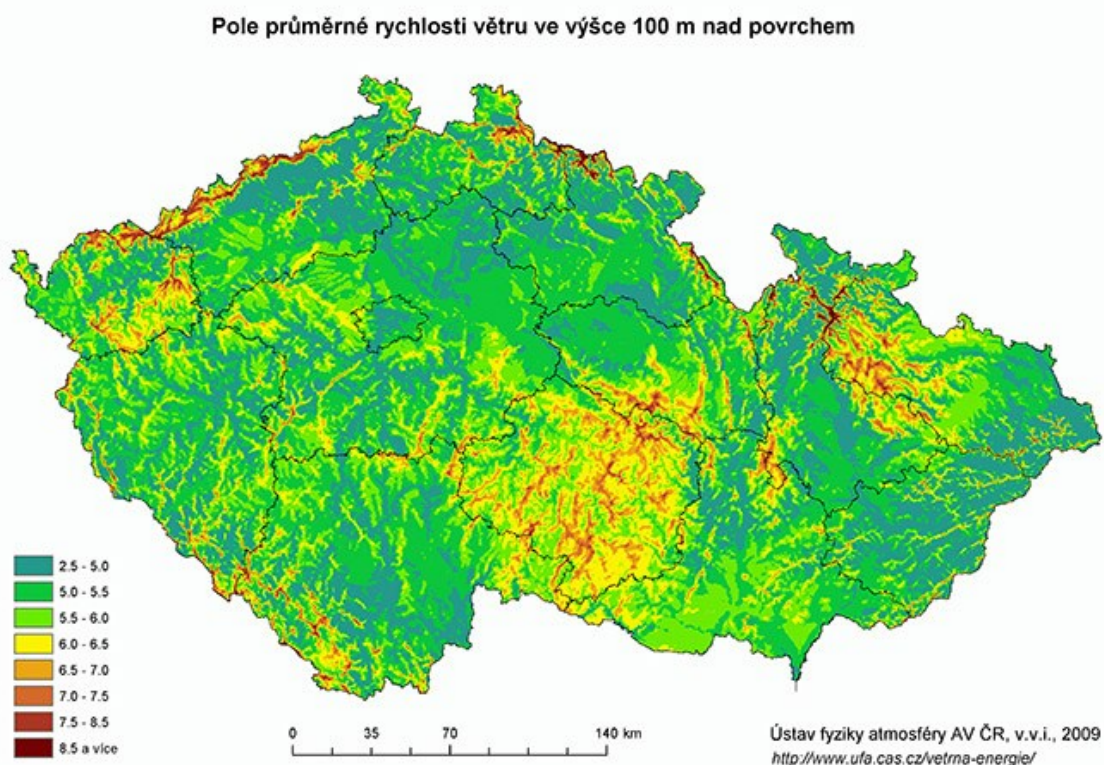 Pole průměrné rychlosti větru ve výšce 100 m nad povrchem
2.5 - 5.0
5.0 - 5.5
5.5 - 6.0
6.0 - 6.5
6.5 - 7.0
7.0 - 7.5
7.5 - 8.5
8.5 a více
0 35 70 140 km
Ústav fyziky atmosféry AV ČR, v.v.i., 2009
http://www.ufa.cas.cz/vetrna-energie/